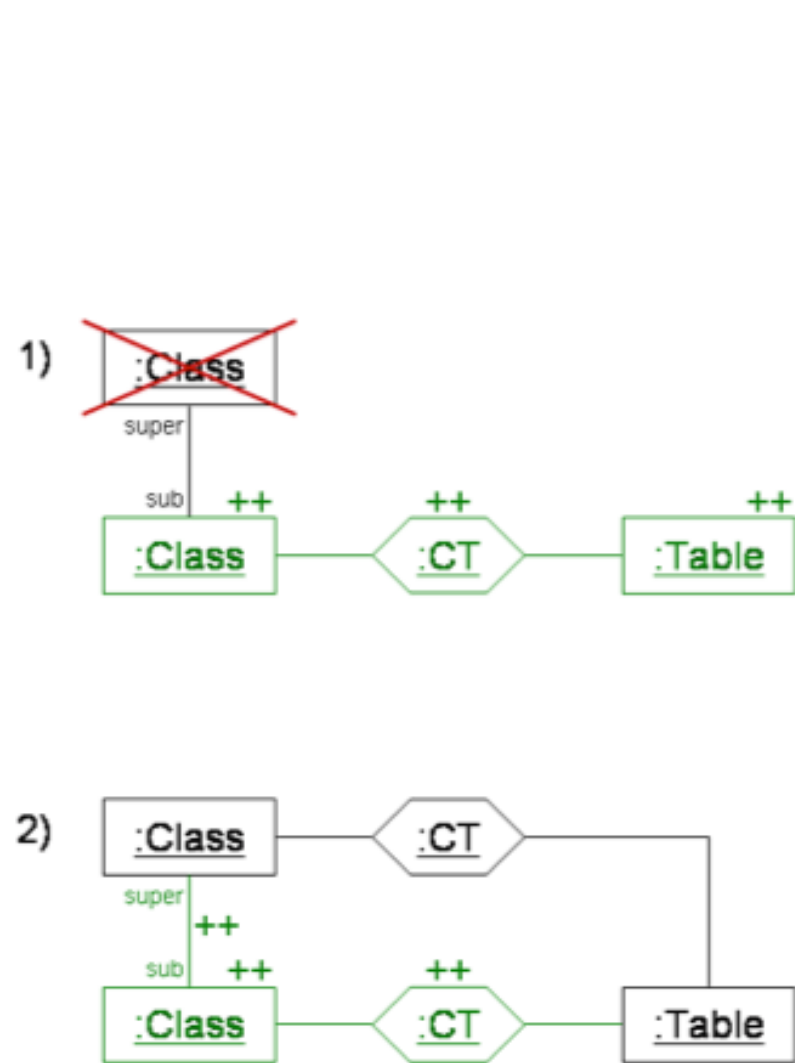 1)
:Class
super
sub ++ ++ ++
:Class :CT :Table
2)
:Class :CT
super
++
sub ++ ++
:Class :CT :Table